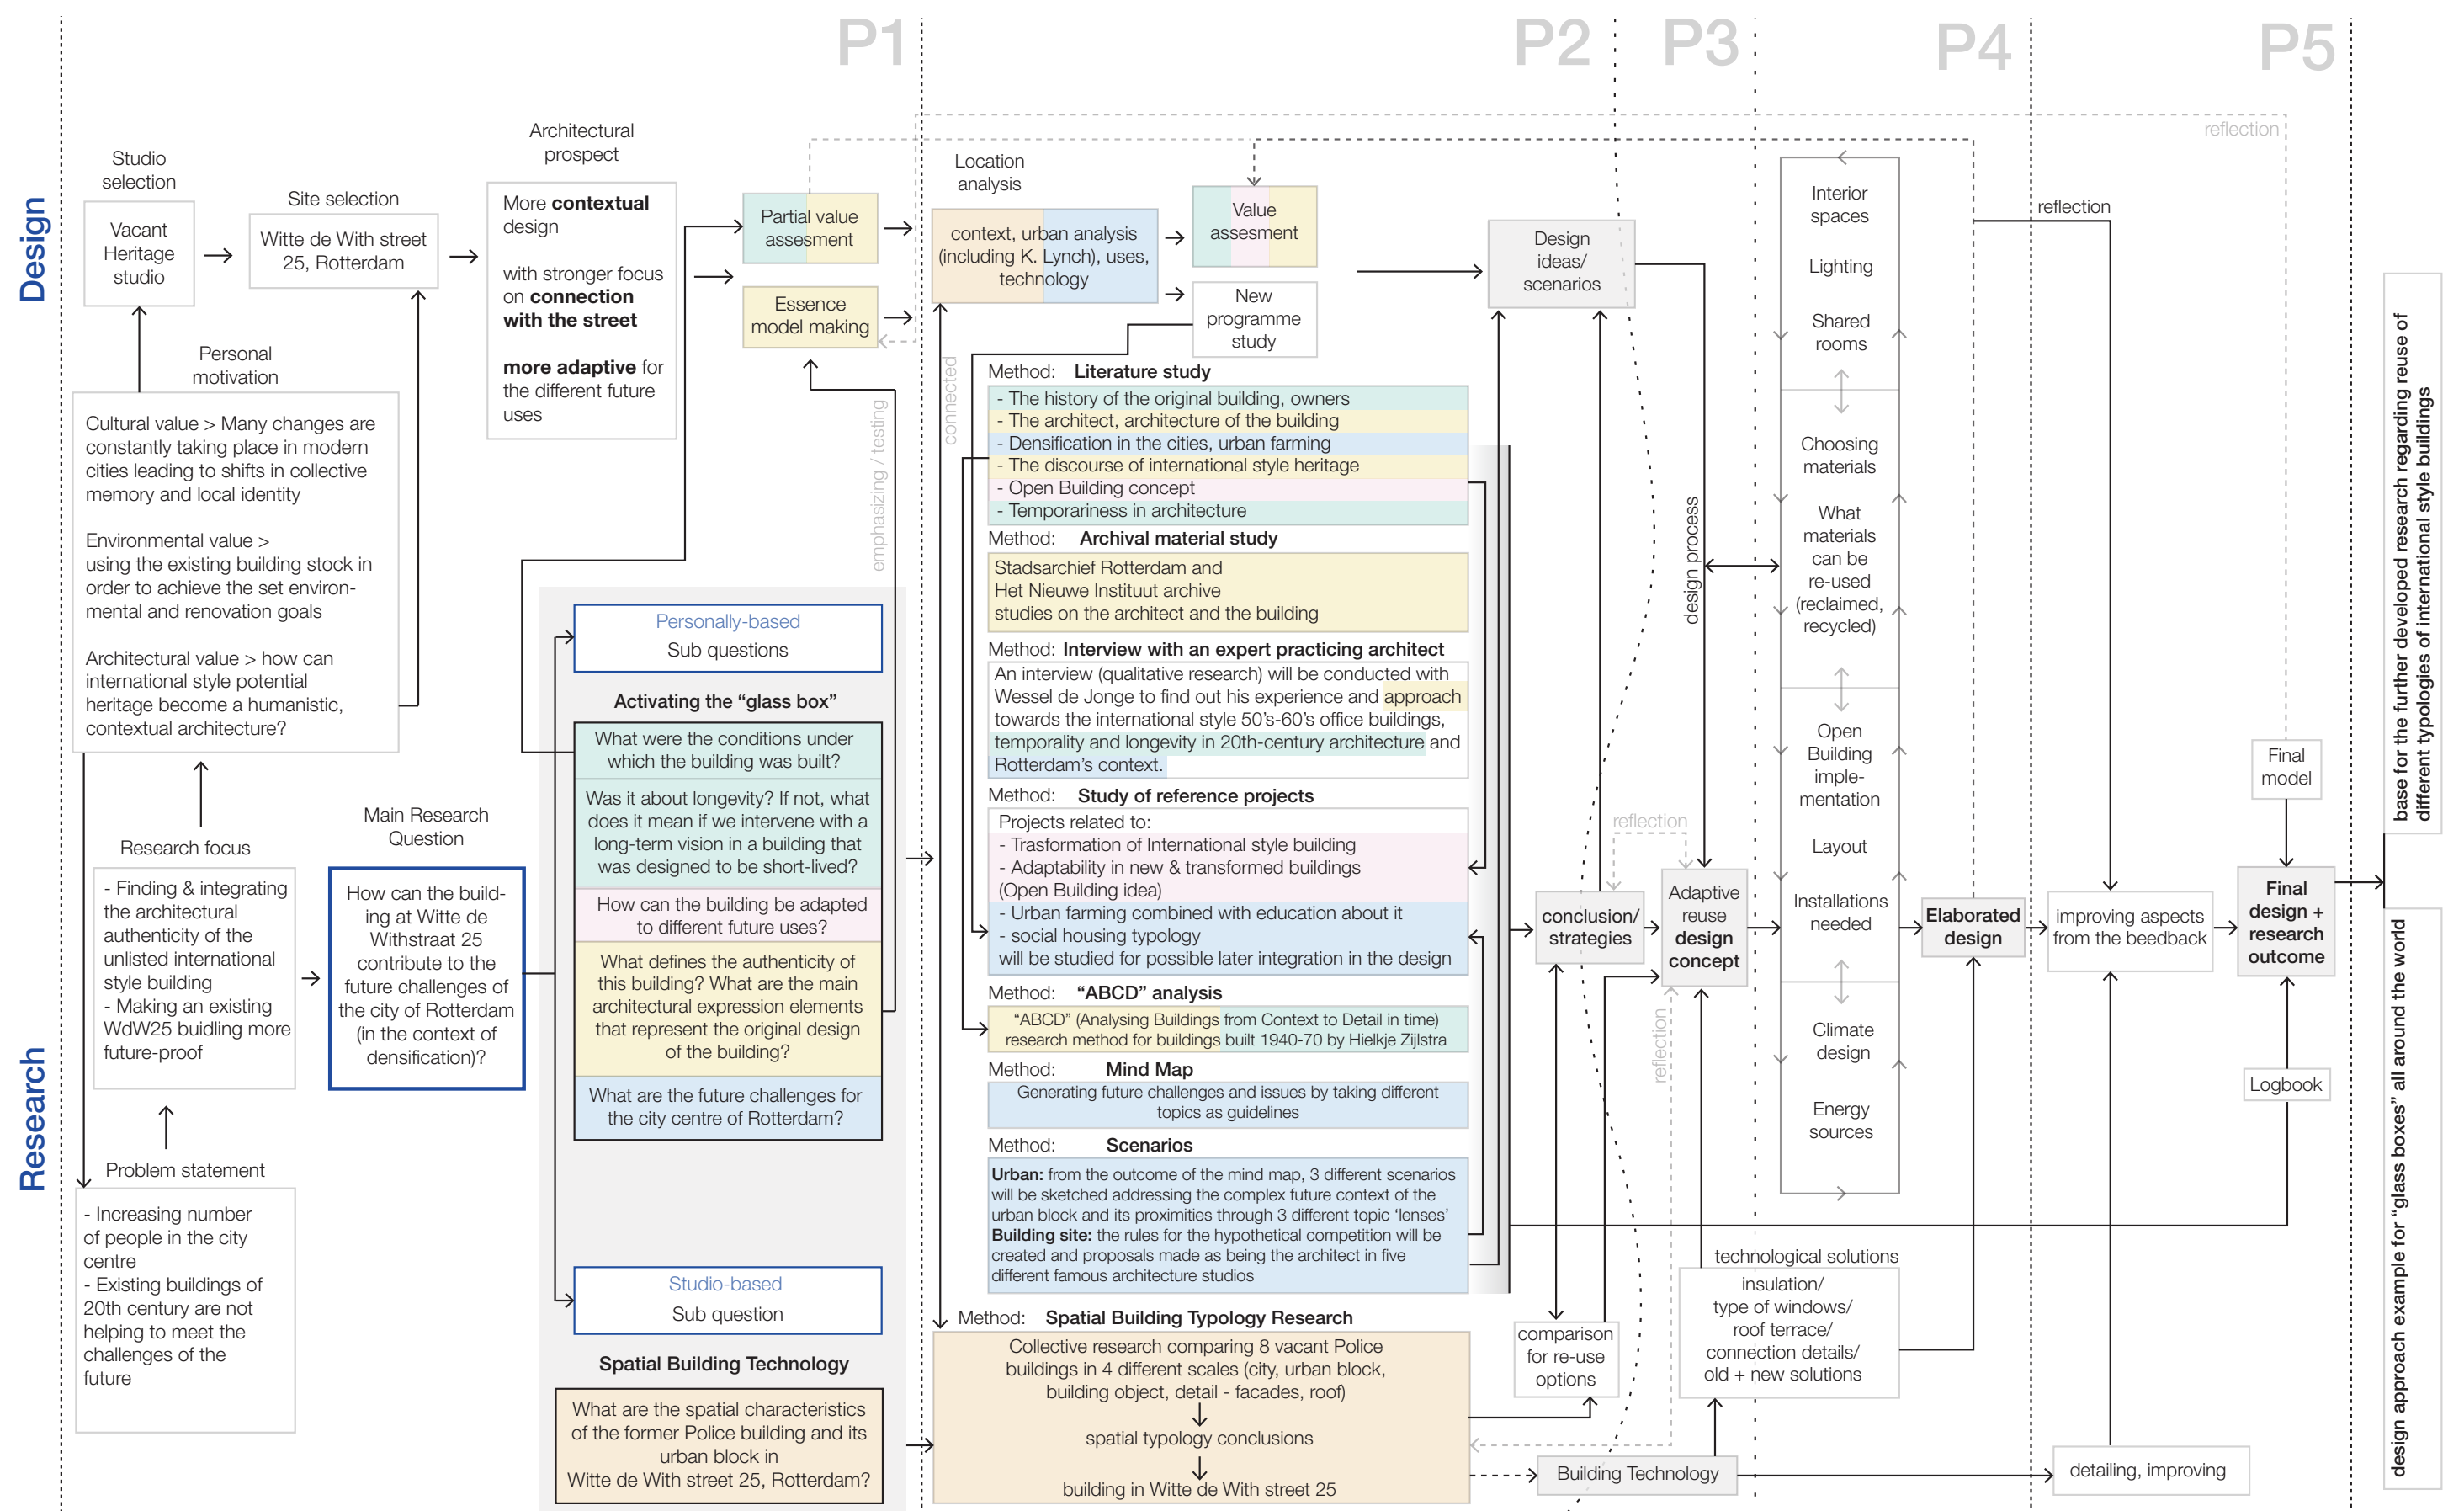 P1
P2
P3
P4
P5
Design
Research
Studio
selection
Vacant
Heritage
studio
Site selection
Witte de With street
25, Rotterdam
Architectural
prospect
More contextual
design
with stronger focus
on connection
with the street
more adaptive for
the different future
uses
Personal
motivation
Cultural value > Many changes are
constantly taking place in modern
cities leading to shifts in collective
memory and local identity
Environmental value >
using the existing building stock in
order to achieve the set environ-
mental and renovation goals
Architectural value > how can
international style potential
heritage become a humanistic,
contextual architecture?
Research focus
- Finding & integrating
the architectural
authenticity of the
unlisted international
style building
- Making an existing
WdW25 buidling more
future-proof
Problem statement
- Increasing number
of people in the city
centre
- Existing buildings of
20th century are not
helping to meet the
challenges of the
future
Main Research
Question
How can the build-
ing at Witte de
Withstraat 25
contribute to the
future challenges of
the city of Rotterdam
(in the context of
densification)?
Partial value
assesment
Essence
model making
emphasizing / testing
Personally-based
Sub questions
Activating the “glass box”
What were the conditions under
which the building was built?
Was it about longevity? If not, what
does it mean if we intervene with a
long-term vision in a building that
was designed to be short-lived?
How can the building be adapted
to different future uses?
What defines the authenticity of
this building? What are the main
architectural expression elements
that represent the original design
of the building?
What are the future challenges for
the city centre of Rotterdam?
Studio-based
Sub question
Spatial Building Technology
What are the spatial characteristics
of the former Police building and its
urban block in
Witte de With street 25, Rotterdam?
Location
analysis
context, urban analysis
(including K. Lynch), uses,
technology
Value
assesment
New
programme
study
connected
Method: Literature study
- The history of the original building, owners
- The architect, architecture of the building
- Densification in the cities, urban farming
- The discourse of international style heritage
- Open Building concept
- Temporariness in architecture
Method: Archival material study
Stadsarchief Rotterdam and
Het Nieuwe Instituut archive
studies on the architect and the building
Method: Interview with an expert practicing architect
An interview (qualitative research) will be conducted with
Wessel de Jonge to find out his experience and approach
towards the international style 50’s-60’s office buildings,
temporality and longevity in 20th-century architecture and
Rotterdam’s context.
Method: Study of reference projects
Projects related to:
- Trasformation of International style building
- Adaptability in new & transformed buildings
(Open Building idea)
- Urban farming combined with education about it
- social housing typology
will be studied for possible later integration in the design
Method: “ABCD” analysis
“ABCD” (Analysing Buildings from Context to Detail in time)
research method for buildings built 1940-70 by Hielkje Zijlstra
Method: Mind Map
Generating future challenges and issues by taking different
topics as guidelines
Method: Scenarios
Urban: from the outcome of the mind map, 3 different scenarios
will be sketched addressing the complex future context of the
urban block and its proximities through 3 different topic ‘lenses’
Building site: the rules for the hypothetical competition will be
created and proposals made as being the architect in five
different famous architecture studios
Method: Spatial Building Typology Research
Collective research comparing 8 vacant Police
buildings in 4 different scales (city, urban block,
building object, detail - facades, roof)
spatial typology conclusions
building in Witte de With street 25
Design
ideas/
scenarios
conclusion/
strategies
comparison
for re-use
options
Building Technology
reflection
design process
Adaptive
reuse
design
concept
reflection
technological solutions
insulation/
type of windows/
roof terrace/
connection details/
old + new solutions
Interior
spaces
Lighting
Shared
rooms
Choosing
materials
What
materials
can be
re-used
(reclaimed,
recycled)
Open
Building
imple-
mentation
Layout
Installations
needed
Climate
design
Energy
sources
Elaborated
design
reflection
reflection
improving aspects
from the beedback
detailing, improving
Final
model
Final
design +
research
outcome
Logbook
base for the further developed research regarding reuse of
different typologies of international style buildings
design approach example for “glass boxes” all around the world